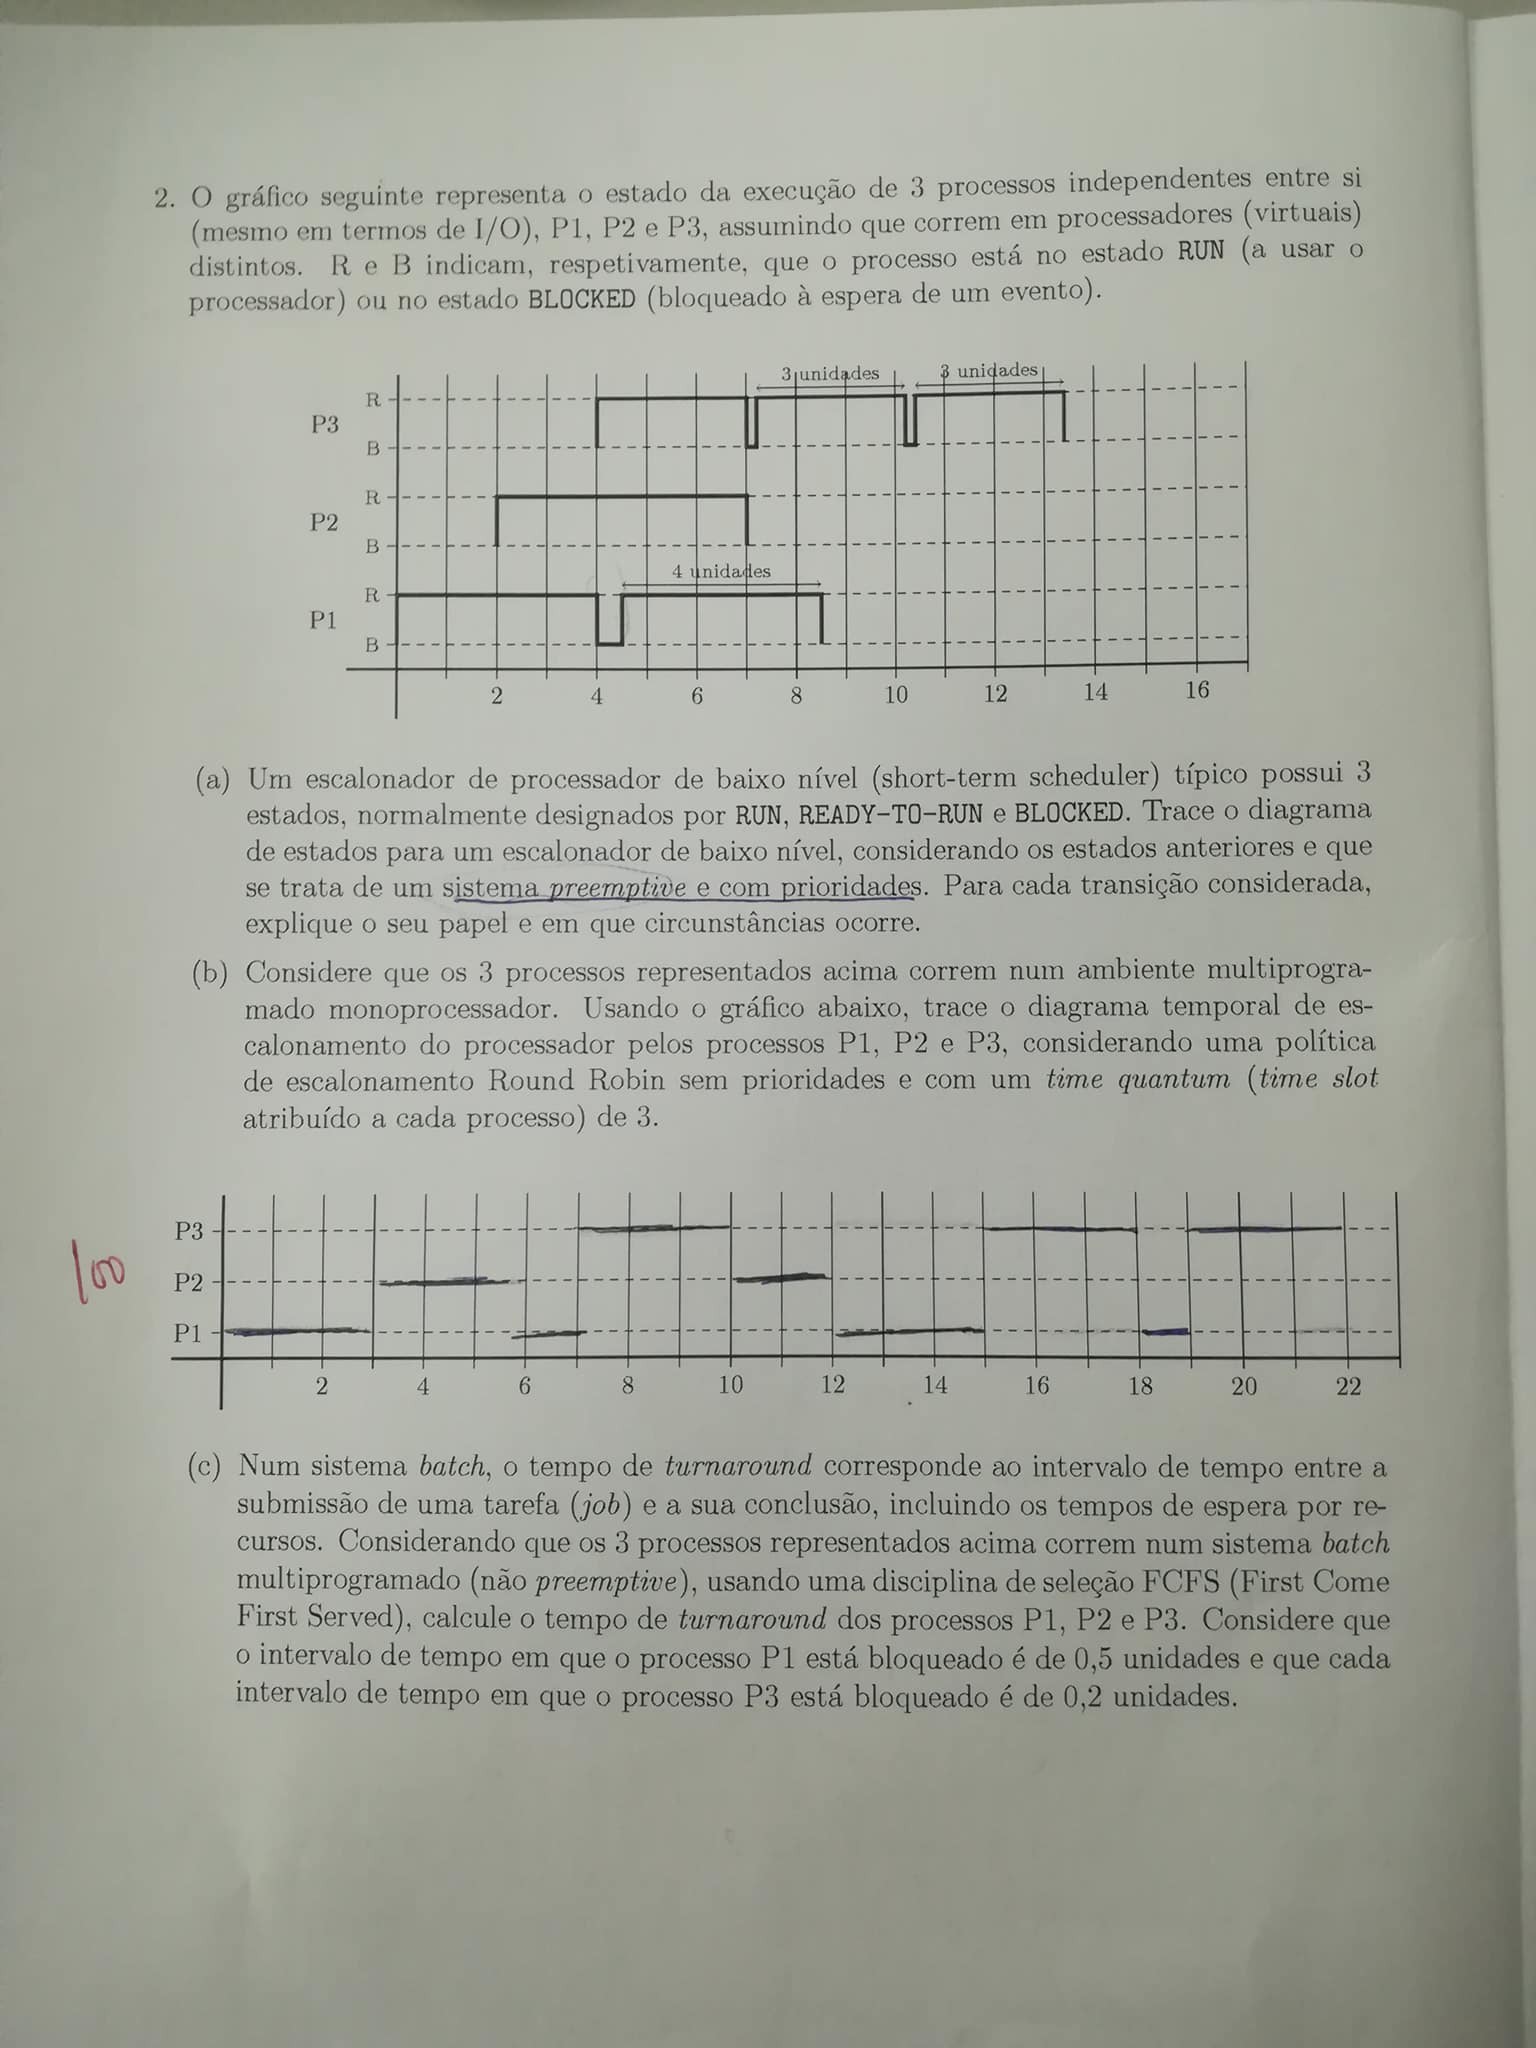 2. O gráfico seguinte representa o estado da execução de 3 processos independentes entre si
(mesmo em termos de I/O), P1, P2 e P3, assumindo que correm em processadores (virtuais)
distintos. R e B indicam, respetivamente, que o processo está no estado RUN (a usar o
processador) ou no estado BLOCKED (bloqueado à espera de um evento).
3 unidades 3 unidades
R
P3
B
R
P2
B
4 unidades
R
P1
B
2 4 6 8 10 12 14 16
(a) Um escalonador de processador de baixo nível (short-term scheduler) típico possui 3
estados, normalmente designados por RUN, READY-TO-RUN e BLOCKED. Trace o diagrama
de estados para um escalonador de baixo nível, considerando os estados anteriores e que
se trata de um sistema preemptive e com prioridades. Para cada transição considerada,
explique o seu papel e em que circunstâncias ocorre.
(b) Considere que os 3 processos representados acima correm num ambiente multiprogra-
mado monoprocessador. Usando o gráfico abaixo, trace o diagrama temporal de es-
calonamento do processador pelos processos P1, P2 e P3, considerando uma política
de escalonamento Round Robin sem prioridades e com um time quantum (time slot
atribuído a cada processo) de 3.
P3
100
P2
P1
2 4 6 8 10 12 14 16 18 20 22
(c) Num sistema batch, o tempo de turnaround corresponde ao intervalo de tempo entre a
submissão de uma tarefa (job) e a sua conclusão, incluindo os tempos de espera por re-
cursos. Considerando que os 3 processos representados acima correm num sistema batch
multiprogramado (não preemptive), usando uma disciplina de seleção FCFS (First Come
First Served), calcule o tempo de turnaround dos processos P1, P2 e P3. Considere que
o intervalo de tempo em que o processo P1 está bloqueado é de 0,5 unidades e que cada
intervalo de tempo em que o processo P3 está bloqueado é de 0,2 unidades.